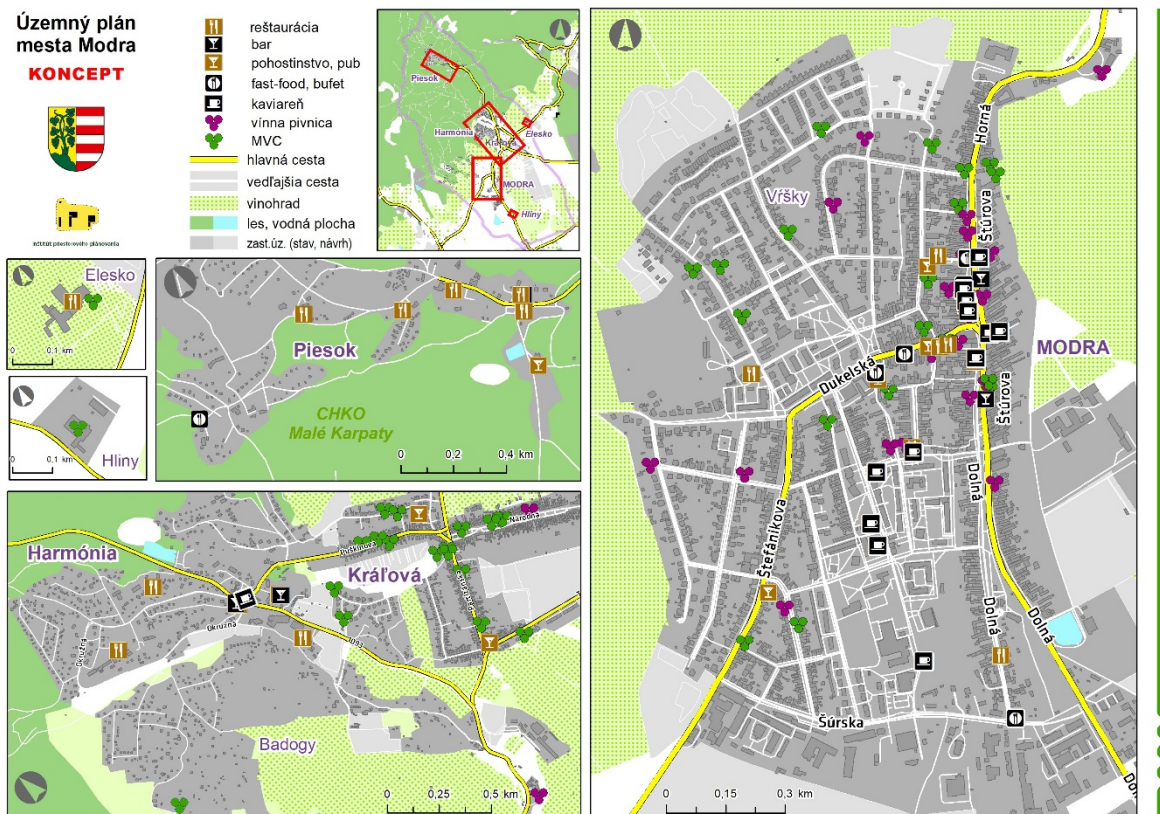 Územný plán
mesta Modra
KONCEPT
reštaurácia
bar
pohostinstvo, pub
fast-food, bufet
kaviareň
vínna pivnica
MVC
hlavná cesta
vedľajšia cesta
vinohrad
les, vodná plocha
zast.úz. (stav, návrh)
Piesok
Harmónia
Kráľová
Elesko
MODRA
Hliny
Elesko
0 0,1 km
Hliny
0 0,1 km
Piesok
CHKO
Malé Karpaty
0 0,2 0,4 km
Harmónia
Puškinova
Kráľová
Národná
Okružná
Okružná
Badogy
0 0,25 0,5 km
Horná
Vŕšky
Štúrova
MODRA
Dukelská
Štúrova
Dolná
Štefánikova
Dolná
Dolná
Šúrska
0 0,15 0,3 km